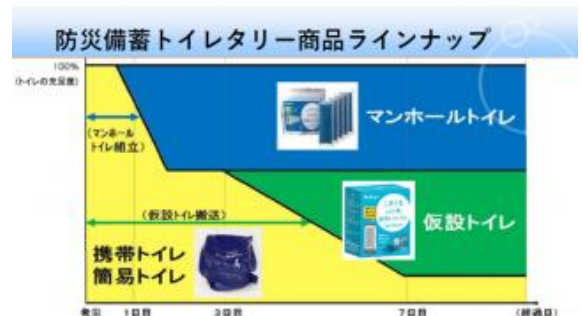 防災備蓄トイレタリー商品ラインナップ
100%
(トイレの充足度)
マンホールトイレ
(マンホール
トイレ組立)
(仮設トイレ搬送)
仮設トイレ
携帯トイレ
簡易トイレ
発災
1日目
3日目
7日目
(経過日)